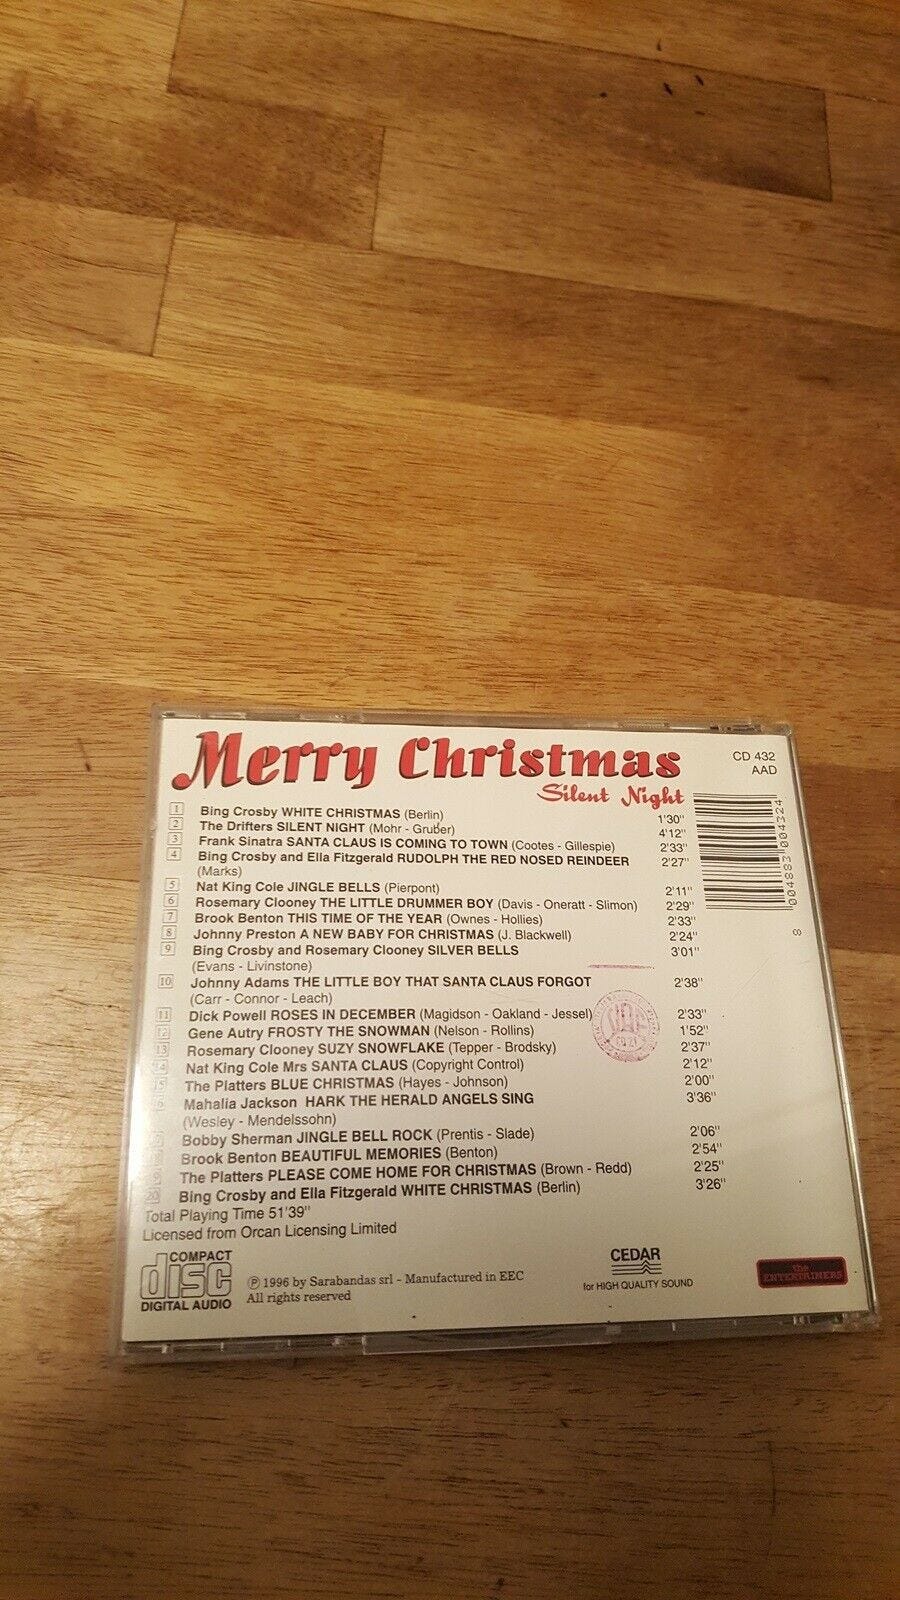 Merry Christmas
Silent Night
CD 432
AAD
1 Bing Crosby WHITE CHRISTMAS (Berlin) 1'30"
2 The Drifters SILENT NIGHT (Mohr - Gruber) 4'12"
3 Frank Sinatra SANTA CLAUS IS COMING TO TOWN (Cootes - Gillespie) 2'33"
4 Bing Crosby and Ella Fitzgerald RUDOLPH THE RED NOSED REINDEER 2'27"
(Marks)
5 Nat King Cole JINGLE BELLS (Pierpont) 2'11"
6 Rosemary Clooney THE LITTLE DRUMMER BOY (Davis - Oneratt - Slimon) 2'29"
7 Brook Benton THIS TIME OF THE YEAR (Ownes - Hollies) 2'33"
8 Johnny Preston A NEW BABY FOR CHRISTMAS (J. Blackwell) 2'24"
9 Bing Crosby and Rosemary Clooney SILVER BELLS 3'01"
(Evans - Livinstone)
10 Johnny Adams THE LITTLE BOY THAT SANTA CLAUS FORGOT 2'38"
(Carr - Connor - Leach)
11 Dick Powell ROSES IN DECEMBER (Magidson - Oakland - Jessel) 2'33"
12 Gene Autry FROSTY THE SNOWMAN (Nelson - Rollins) 1'52"
13 Rosemary Clooney SUZY SNOWFLAKE (Tepper - Brodsky) 2'37"
14 Nat King Cole Mrs SANTA CLAUS (Copyright Control) 2'12"
15 The Platters BLUE CHRISTMAS (Hayes - Johnson) 2'00"
Mahalia Jackson HARK THE HERALD ANGELS SING 3'36"
(Wesley - Mendelssohn)
Bobby Sherman JINGLE BELL ROCK (Prentis - Slade) 2'06"
Brook Benton BEAUTIFUL MEMORIES (Benton) 2'54"
The Platters PLEASE COME HOME FOR CHRISTMAS (Brown - Redd) 2'25"
20 Bing Crosby and Ella Fitzgerald WHITE CHRISTMAS (Berlin) 3'26"
Total Playing Time 51'39"
Licensed from Orcan Licensing Limited
0 04883 004324
8
COMPACT
disc
DIGITAL AUDIO
℗ 1996 by Sarabandas srl - Manufactured in EEC
All rights reserved
CEDAR
for HIGH QUALITY SOUND
the
ENTERTAINERS